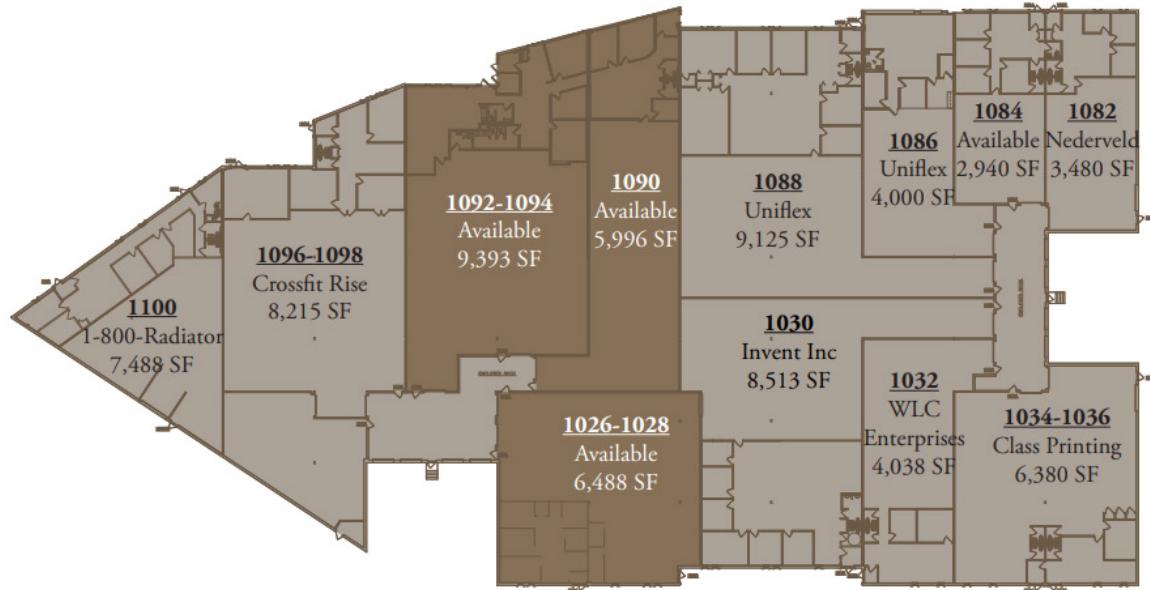 1100
1-800-Radiator
7,488 SF
1096-1098
Crossfit Rise
8,215 SF
1092-1094
Available
9,393 SF
1090
Available
5,996 SF
1088
Uniflex
9,125 SF
1086
Uniflex
4,000 SF
1084
Available
2,940 SF
1082
Nederveld
3,480 SF
1026-1028
Available
6,488 SF
1030
Invent Inc
8,513 SF
1032
WLC
Enterprises
4,038 SF
1034-1036
Class Printing
6,380 SF